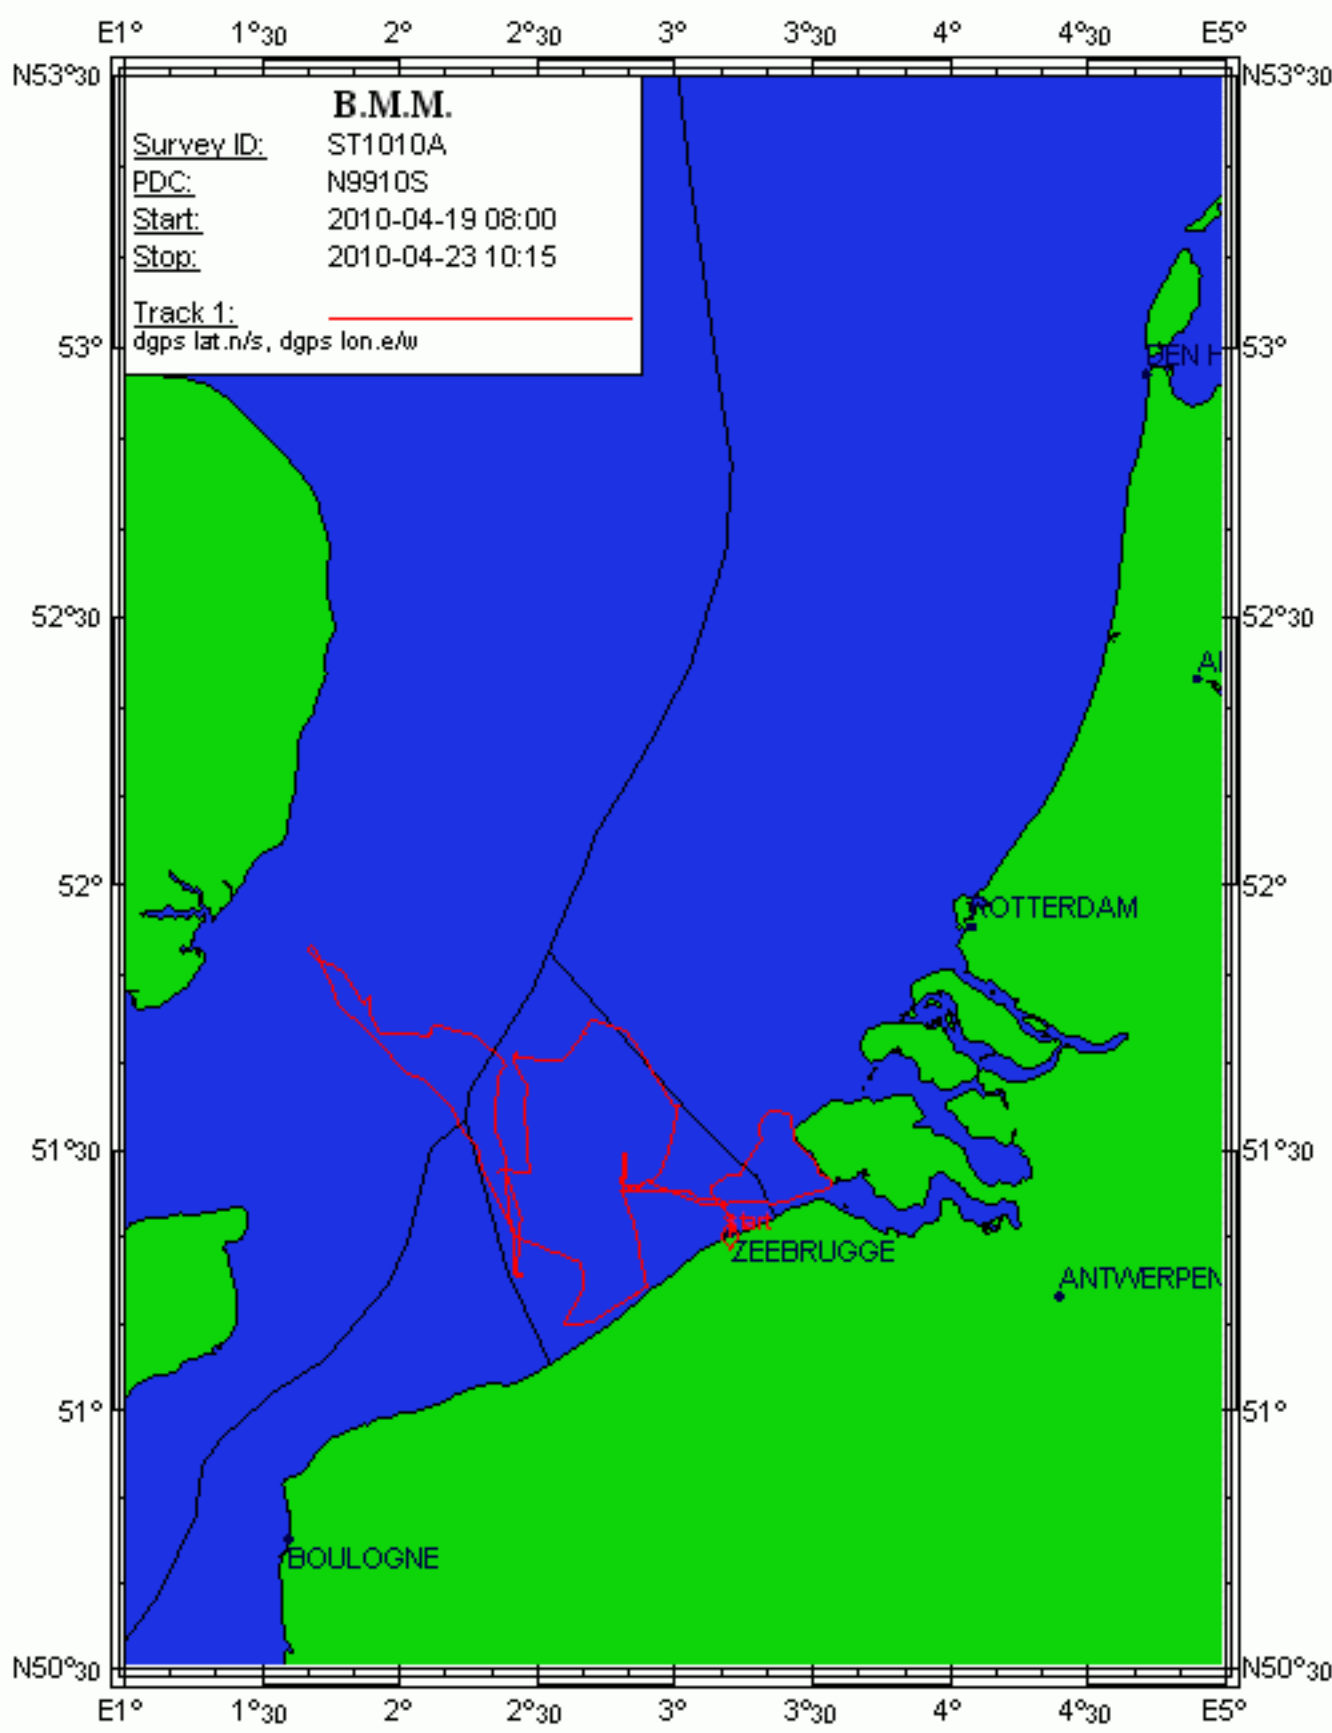 E1° 1°30 2° 2°30 3° 3°30 4° 4°30 E5°
N53°30 N53°30
B.M.M.
Survey ID: ST1010A
PDC: N9910S
Start: 2010-04-19 08:00
Stop: 2010-04-23 10:15
Track 1:
dgps lat.n/s, dgps lon.e/w
53° 53°
DEN H
52°30 52°30
52° 52°
ROTTERDAM
51°30 51°30
Start
ZEEBRUGGE
ANTWERPEN
51° 51°
BOULOGNE
N50°30 N50°30
E1° 1°30 2° 2°30 3° 3°30 4° 4°30 E5°